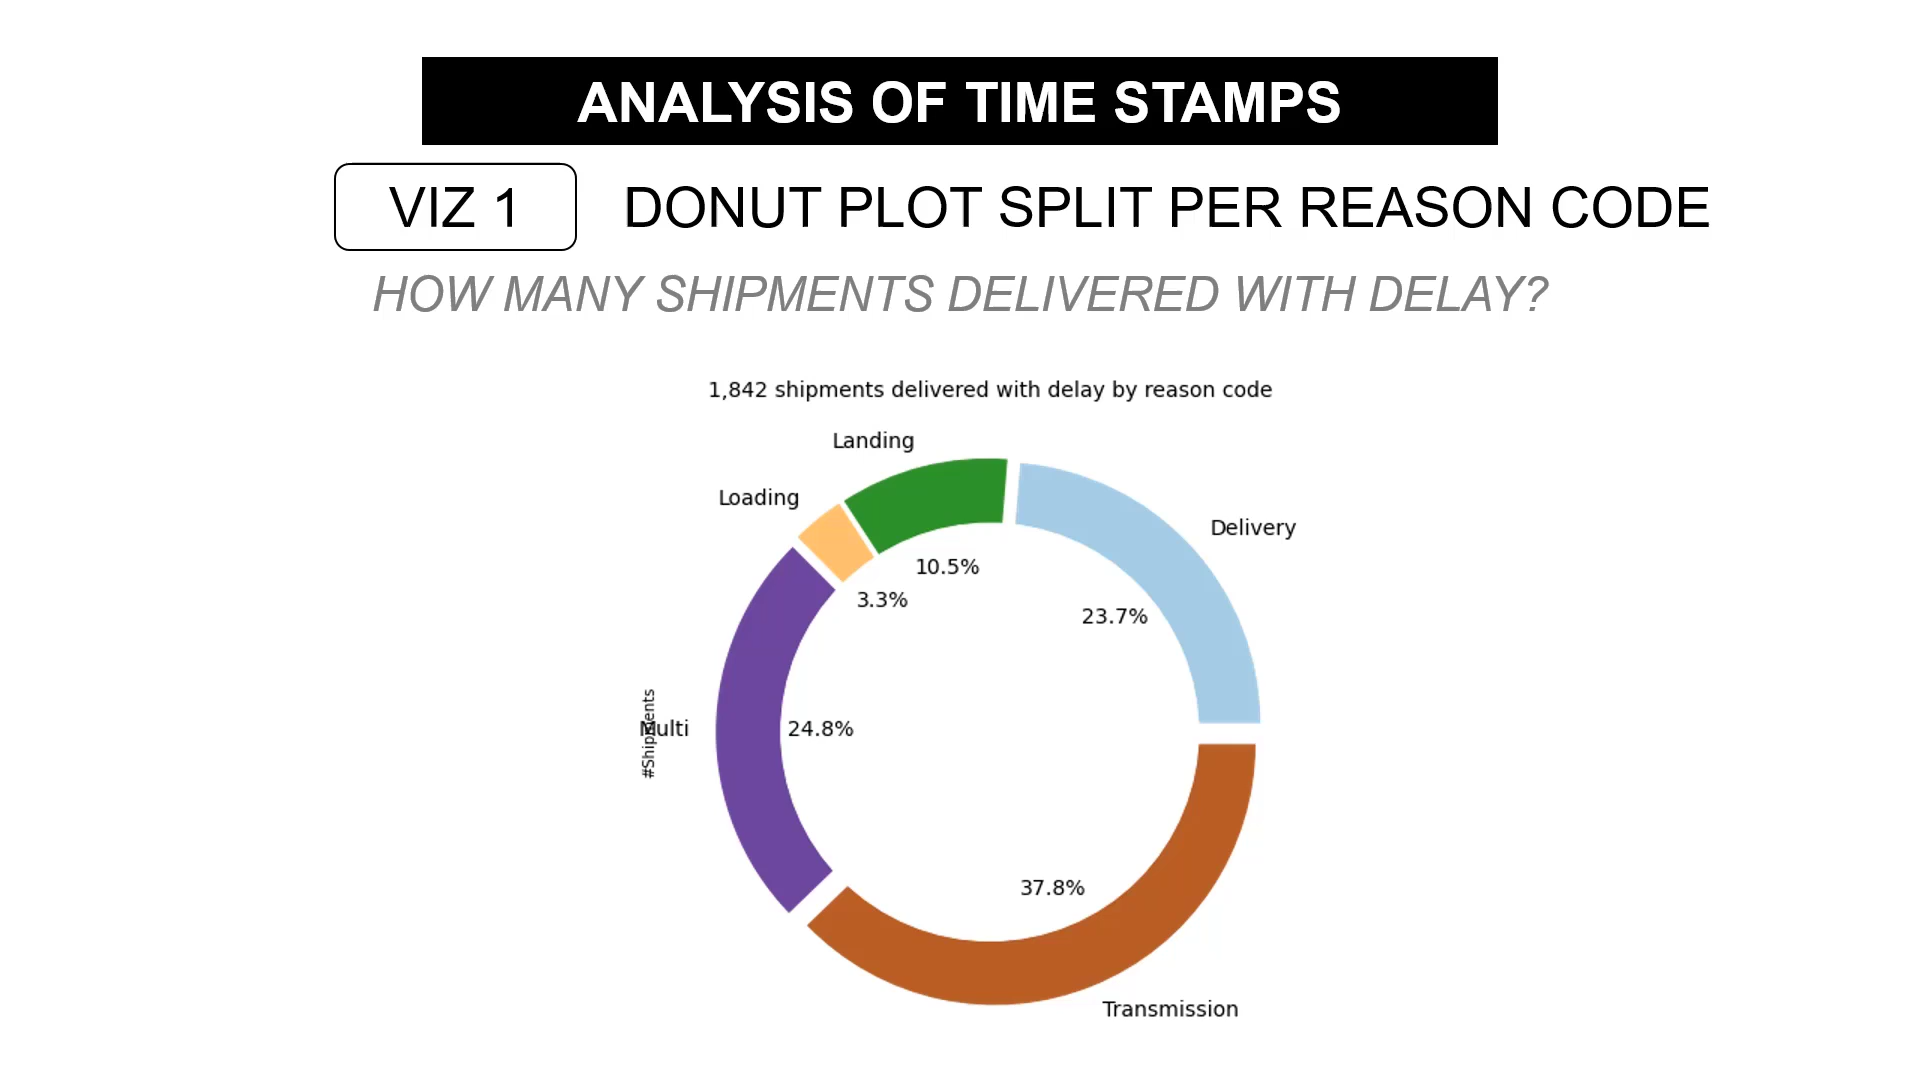 ANALYSIS OF TIME STAMPS
VIZ 1
DONUT PLOT SPLIT PER REASON CODE
HOW MANY SHIPMENTS DELIVERED WITH DELAY?
1,842 shipments delivered with delay by reason code
Landing
Loading
Delivery
10.5%
3.3%
23.7%
#Shipments
Multi
24.8%
37.8%
Transmission